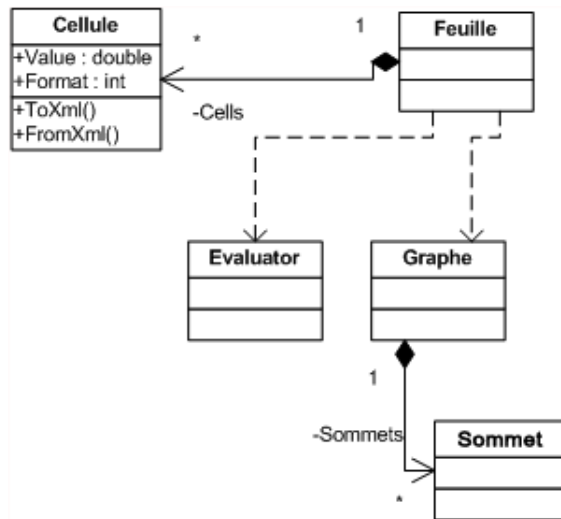 Cellule
+Value : double
+Format : int
+ToXml()
+FromXml()
*
1
-Cells
Feuille
Evaluator
Graphe
1
-Sommets
*
Sommet